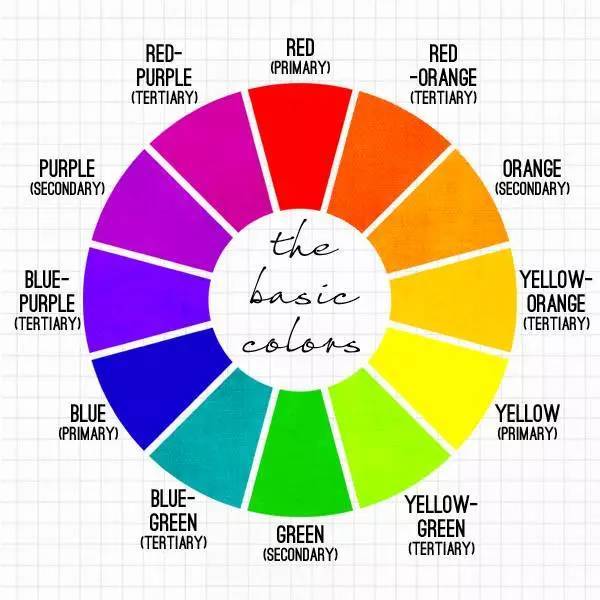 RED
(PRIMARY)
RED
-ORANGE
(TERTIARY)
ORANGE
(SECONDARY)
YELLOW-
ORANGE
(TERTIARY)
YELLOW
(PRIMARY)
YELLOW-
GREEN
(TERTIARY)
GREEN
(SECONDARY)
BLUE-
GREEN
(TERTIARY)
BLUE
(PRIMARY)
BLUE-
PURPLE
(TERTIARY)
PURPLE
(SECONDARY)
RED-
PURPLE
(TERTIARY)
the
basic
colors